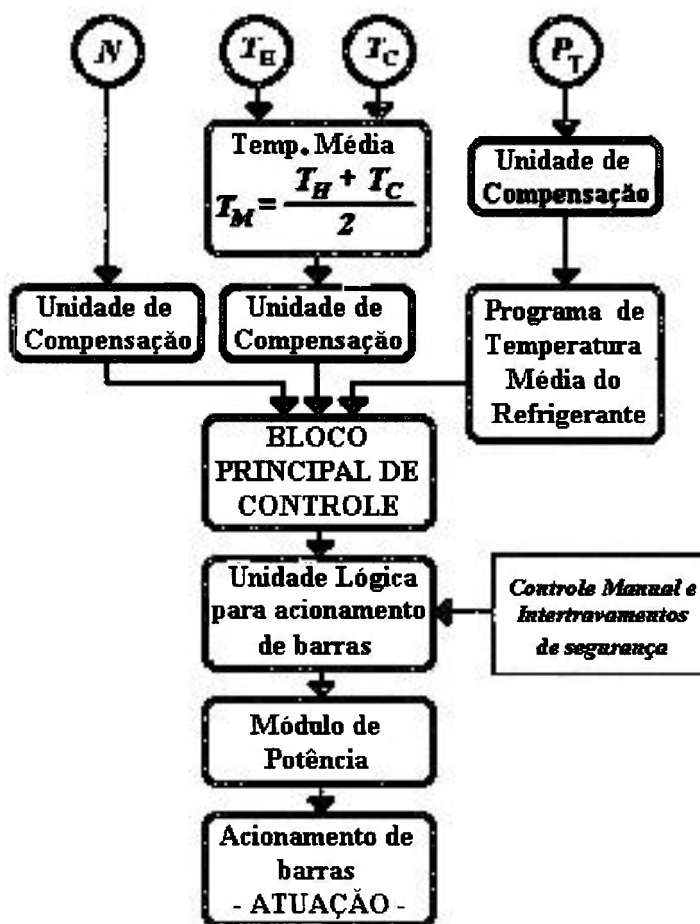 N
T_H
T_C
P_T
Temp. Média
T_M = (T_H + T_C) / 2
Unidade de
Compensação
Unidade de
Compensação
Unidade de
Compensação
Programa de
Temperatura
Média do
Refrigerante
BLOCO
PRINCIPAL DE
CONTROLE
Unidade Lógica
para acionamento
de barras
Controle Manual e
Intertravamentos
de segurança
Módulo de
Potência
Acionamento de
barras
- ATUAÇÃO -